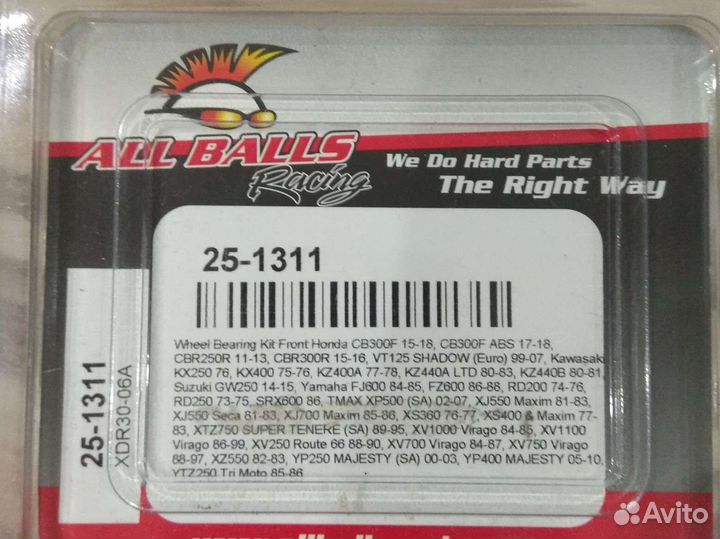 ALL BALLS
Racing
We Do Hard Parts
The Right Way
25-1311
Wheel Bearing Kit Front Honda CB300F 15-18, CB300F ABS 17-18,
CBR250R 11-13, CBR300R 15-16, VT125 SHADOW (Euro) 99-07, Kawasaki
KX250 76, KX400 75-76, KZ400A 77-78, KZ440A LTD 80-83, KZ440B 80-81,
Suzuki GW250 14-15, Yamaha FJ600 84-85, FZ600 86-88, RD200 74-76,
RD250 73-75, SRX600 86, TMAX XP500 (SA) 02-07, XJ550 Maxim 81-83,
XJ550 Seca 81-83, XJ700 Maxim 85-86, XS360 76-77, XS400 & Maxim 77-
83, XTZ750 SUPER TENEKE (SA) 89-95, XV1000 Virago 84-85, XV1100
Virago 86-99, XV250 Route 66 88-90, XV700 Virago 84-87, XV750 Virago
88-97, XZ550 82-83, YP250 MAJESTY (SA) 00-03, YP400 MAJESTY 05-10,
YTZ250 Tri Moto 85-86
25-1311
XDR30-06A
Avito